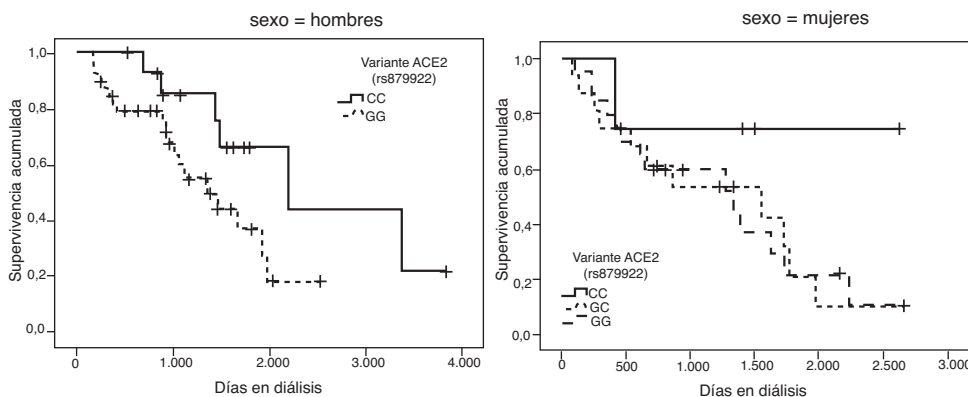 sexo = hombres
Supervivencia acumulada
1,0
0,8
0,6
0,4
0,2
0,0
Variante ACE2
(rs879922)
CC
GG
0 1.000 2.000 3.000 4.000
Días en diálisis
sexo = mujeres
Supervivencia acumulada
1,0
0,8
0,6
0,4
0,2
0,0
Variante ACE2
(rs879922)
CC
GC
GG
0 500 1.000 1.500 2.000 2.500 3.000
Días en diálisis